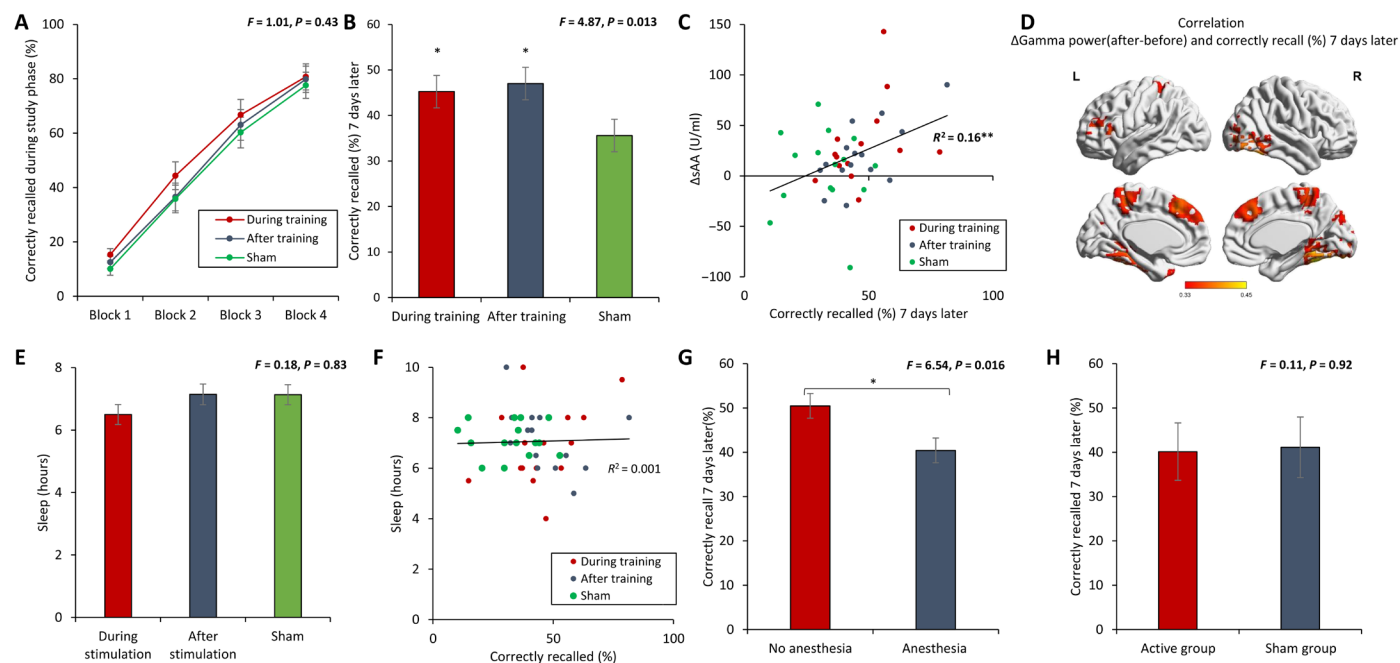 A
F = 1.01, P = 0.43
Correctly recalled during study phase (%)
100
80
60
40
20
0
During training
After training
Sham
Block 1
Block 2
Block 3
Block 4
B
F = 4.87, P = 0.013
Correctly recalled (%) 7 days later
60
50
40
30
20
10
0
*
*
During training
After training
Sham
C
ΔsAA (U/ml)
150
100
50
0
−50
−100
R² = 0.16**
During training
After training
Sham
0
50
100
Correctly recalled (%) 7 days later
D
Correlation
ΔGamma power(after-before) and correctly recall (%) 7 days later
L
R
0.33
0.45
E
F = 0.18, P = 0.83
Sleep (hours)
8
6
4
2
0
During
stimulation
After
stimulation
Sham
F
Sleep (hours)
10
8
6
4
2
0
R² = 0.001
During training
After training
Sham
0
50
100
Correctly recalled (%)
G
F = 6.54, P = 0.016
Correctly recall 7 days later(%)
60
50
40
30
20
10
0
*
No anesthesia
Anesthesia
H
F = 0.11, P = 0.92
Correctly recalled 7 days later (%)
60
50
40
30
20
10
0
Active group
Sham group